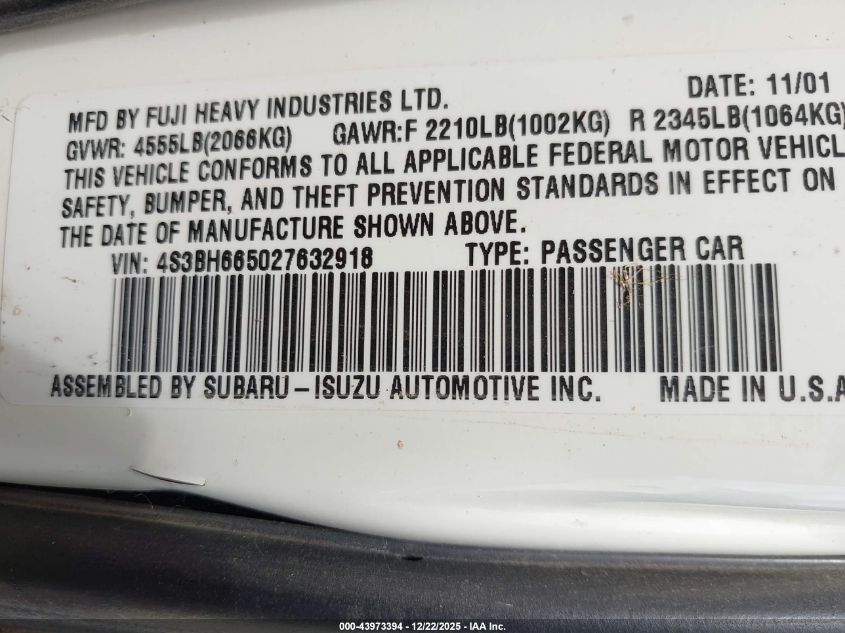 DATE: 11/01
MFD BY FUJI HEAVY INDUSTRIES LTD.
GVWR: 4555LB(2066KG) GAWR:F 2210LB(1002KG) R 2345LB(1064KG)
THIS VEHICLE CONFORMS TO ALL APPLICABLE FEDERAL MOTOR VEHICL
SAFETY, BUMPER, AND THEFT PREVENTION STANDARDS IN EFFECT ON
THE DATE OF MANUFACTURE SHOWN ABOVE.
VIN: 4S3BH665027632918 TYPE: PASSENGER CAR
ASSEMBLED BY SUBARU-ISUZU AUTOMOTIVE INC. MADE IN U.S.A
000-43973394 - 12/22/2025 - IAA Inc.